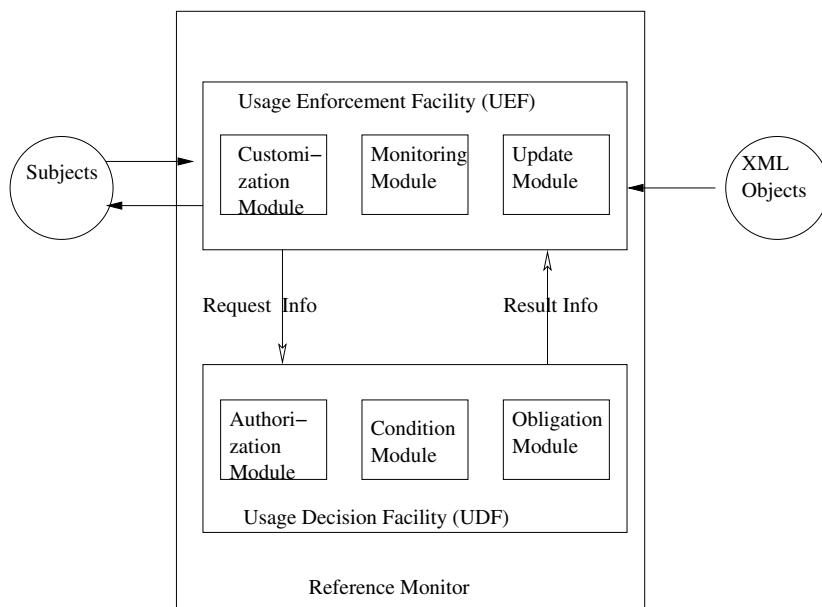 Usage Enforcement Facility (UEF)
Subjects
Customi−
zation
Module
Monitoring
Module
Update
Module
XML
Objects
Request Info
Result Info
Authori−
zation
Module
Condition
Module
Obligation
Module
Usage Decision Facility (UDF)
Reference Monitor